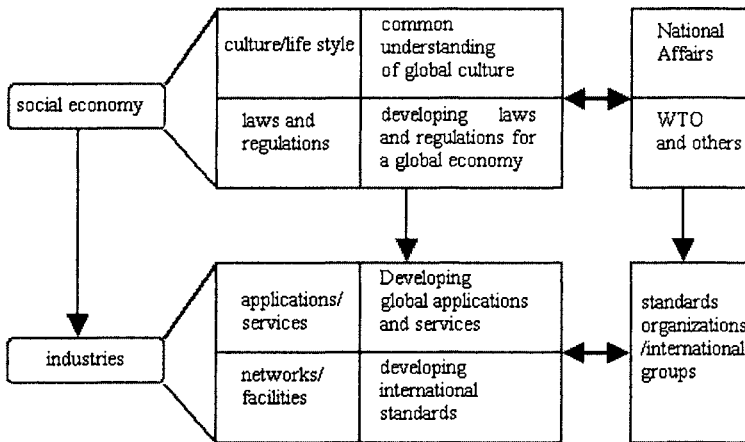 social economy
culture/life style
common
understanding
of global culture
laws and
regulations
developing laws
and regulations for
a global economy
National
Affairs
WTO
and others
industries
applications/
services
Developing
global applications
and services
networks/
facilities
developing
international
standards
standards
organizations
/international
groups